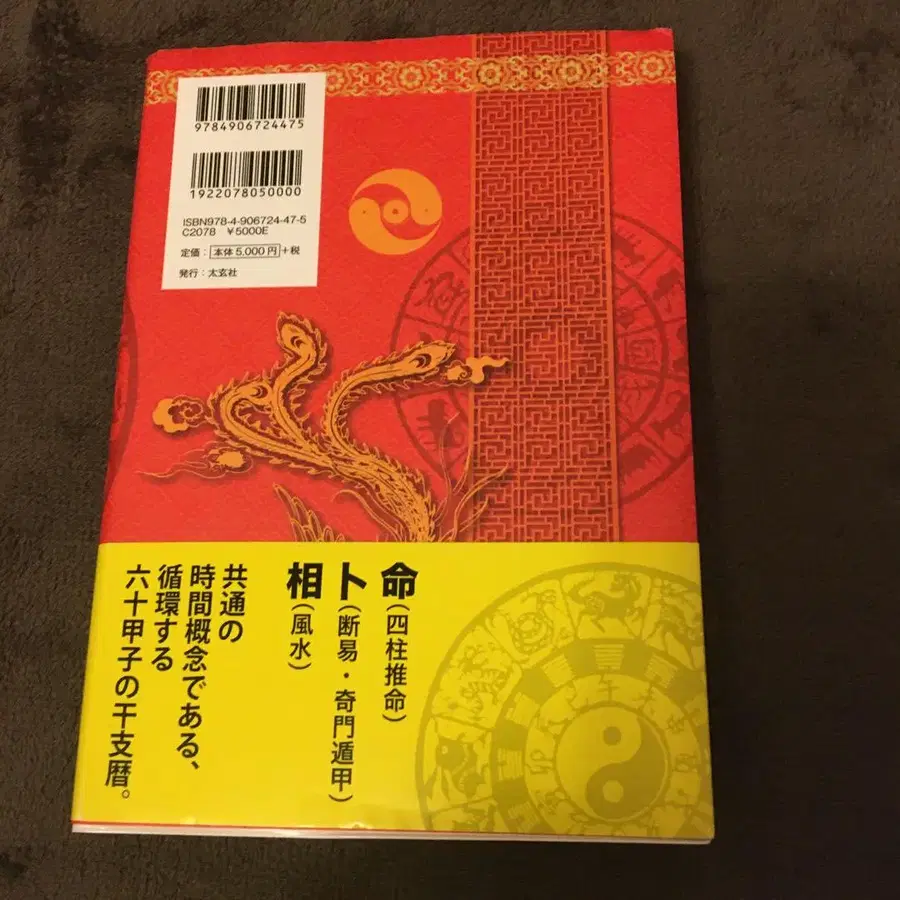 9784906724475
1922078050000
ISBN978-4-906724-47-5
C2078 ¥5000E
定価：本体5,000円+税
発行：太玄社
命(四柱推命)
卜(断易・奇門遁甲)
相(風水)
共通の
時間概念である、
循環する
六十甲子の干支暦。
午